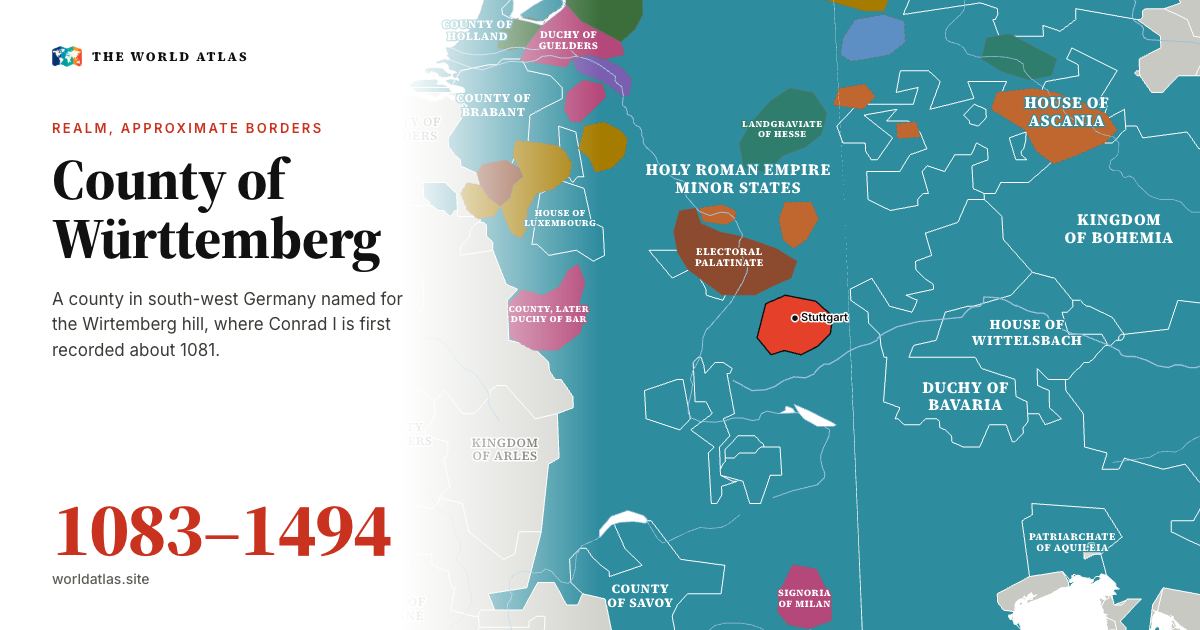 THE WORLD ATLAS
REALM, APPROXIMATE BORDERS
County of
Württemberg
A county in south-west Germany named for
the Wirtemberg hill, where Conrad I is first
recorded about 1081.
1083–1494
worldatlas.site
COUNTY OF
HOLLAND
DUCHY OF
GUELDERS
COUNTY OF
BRABANT
LANDGRAVIATE
OF HESSE
HOUSE OF
ASCANIA
HOLY ROMAN EMPIRE
MINOR STATES
HOUSE OF
LUXEMBOURG
KINGDOM
OF BOHEMIA
ELECTORAL
PALATINATE
COUNTY, LATER
DUCHY OF BAR
Stuttgart
HOUSE OF
WITTELSBACH
DUCHY OF
BAVARIA
KINGDOM
OF ARLES
PATRIARCHATE
OF AQUILEIA
COUNTY
OF SAVOY
SIGNORIA
OF MILAN